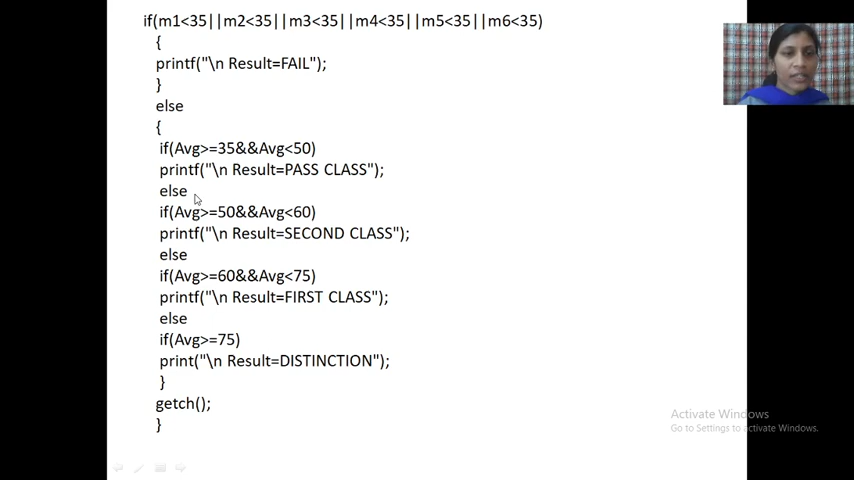 if(m1<35||m2<35||m3<35||m4<35||m5<35||m6<35)
{
printf("\n Result=FAIL");
}
else
{
if(Avg>=35&&Avg<50)
printf("\n Result=PASS CLASS");
else
if(Avg>=50&&Avg<60)
printf("\n Result=SECOND CLASS");
else
if(Avg>=60&&Avg<75)
printf("\n Result=FIRST CLASS");
else
if(Avg>=75)
print("\n Result=DISTINCTION");
}
getch();
}
Activate Windows
Go to Settings to activate Windows.